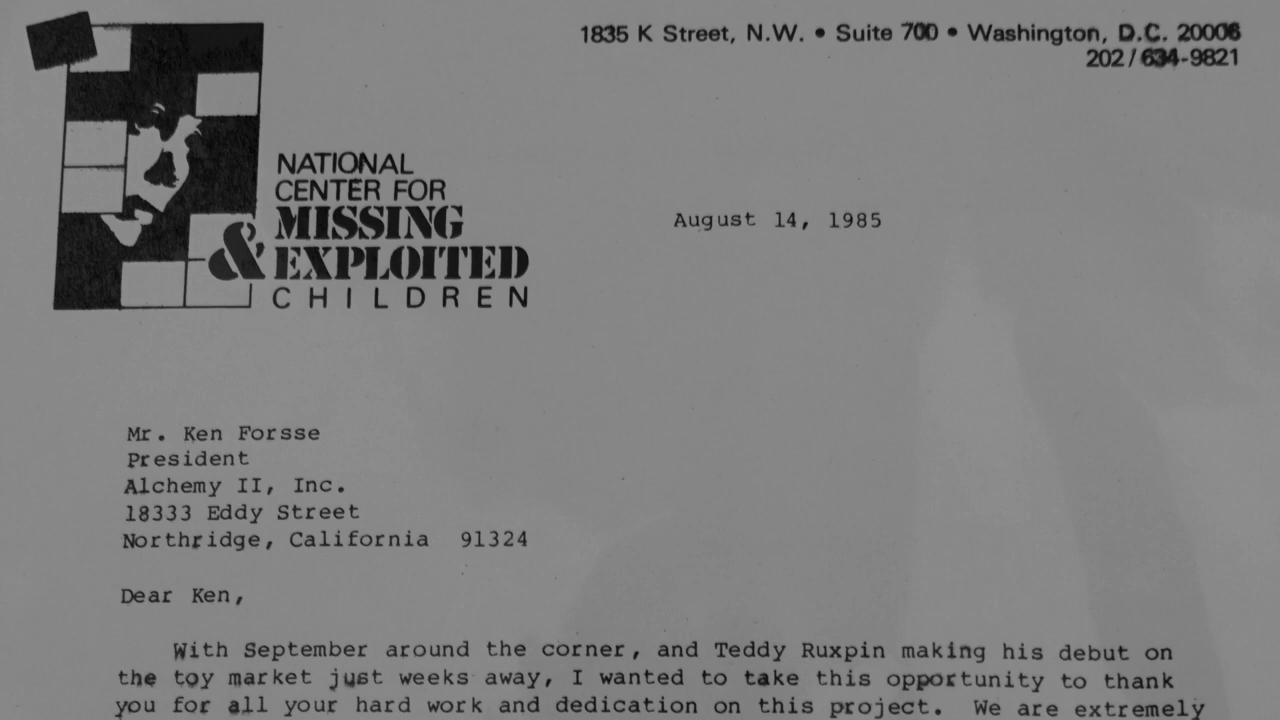 1835 K Street, N.W. • Suite 700 • Washington, D.C. 20006
202/634-9821
NATIONAL
CENTER FOR
MISSING
& EXPLOITED
CHILDREN
August 14, 1985
Mr. Ken Forsse
President
Alchemy II, Inc.
18333 Eddy Street
Northridge, California 91324
Dear Ken,
With September around the corner, and Teddy Ruxpin making his debut on
the toy market just weeks away, I wanted to take this opportunity to thank
you for all your hard work and dedication on this project. We are extremely